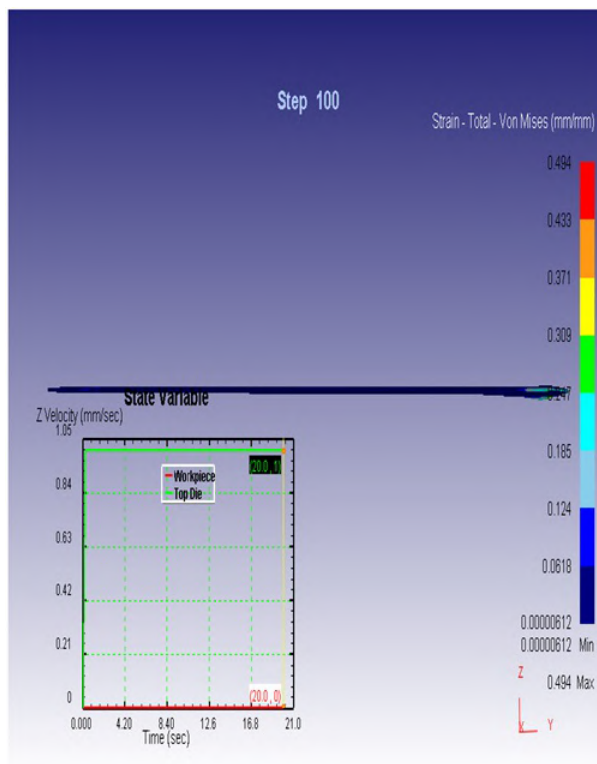 Step 100
Strain - Total - Von Mises (mm/mm)
0.494
0.433
0.371
0.309
0.247
0.185
0.124
0.0618
0.00000612
0.00000612 Min
0.494 Max
State Variable
Z Velocity (mm/sec)
1.05
0.84
0.63
0.42
0.21
0
Workpiece
Top Die
(20.0 , 1)
(20.0 , 0)
0.000 4.20 8.40 12.6 16.8 21.0
Time (sec)
Z
X Y